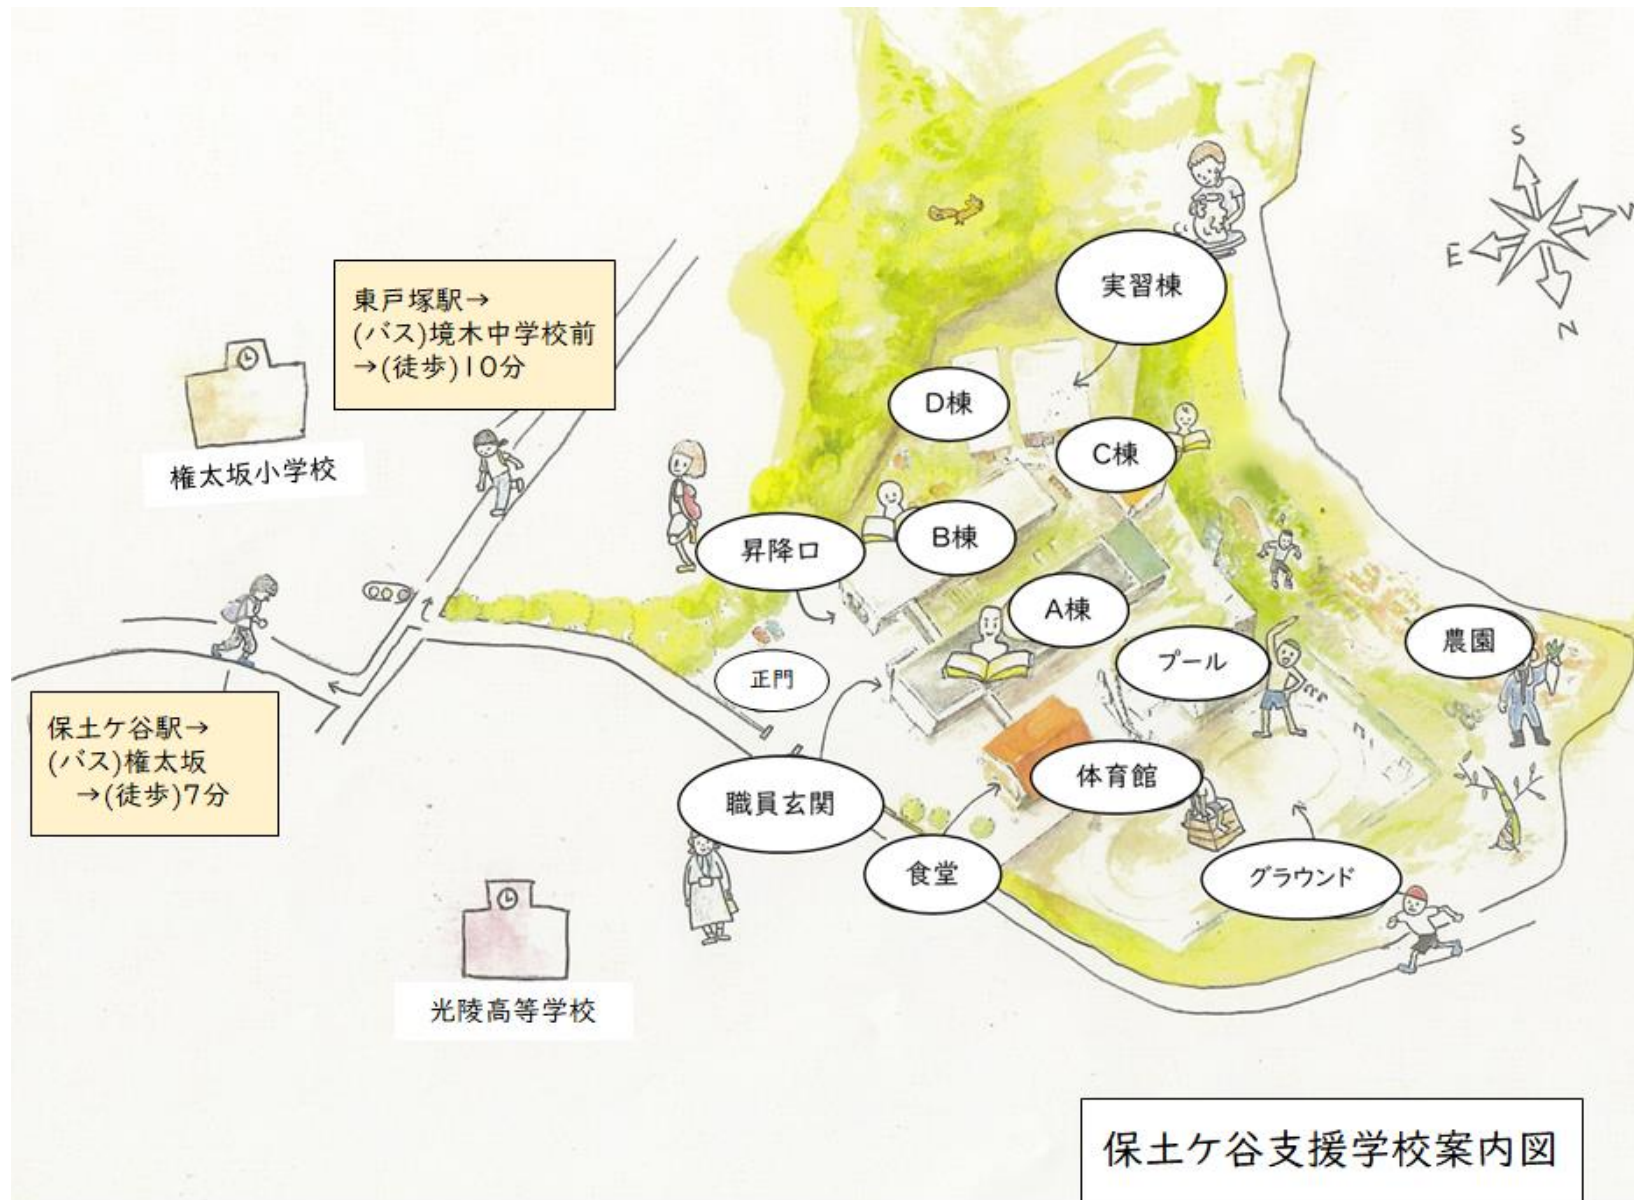 S
W
E
N
実習棟
東戸塚駅→
(バス)境木中学校前
→(徒歩)10分
D棟
C棟
権太坂小学校
昇降口
B棟
A棟
プール
農園
正門
保土ケ谷駅→
(バス)権太坂
→(徒歩)7分
職員玄関
体育館
食堂
グラウンド
光陵高等学校
保土ケ谷支援学校案内図